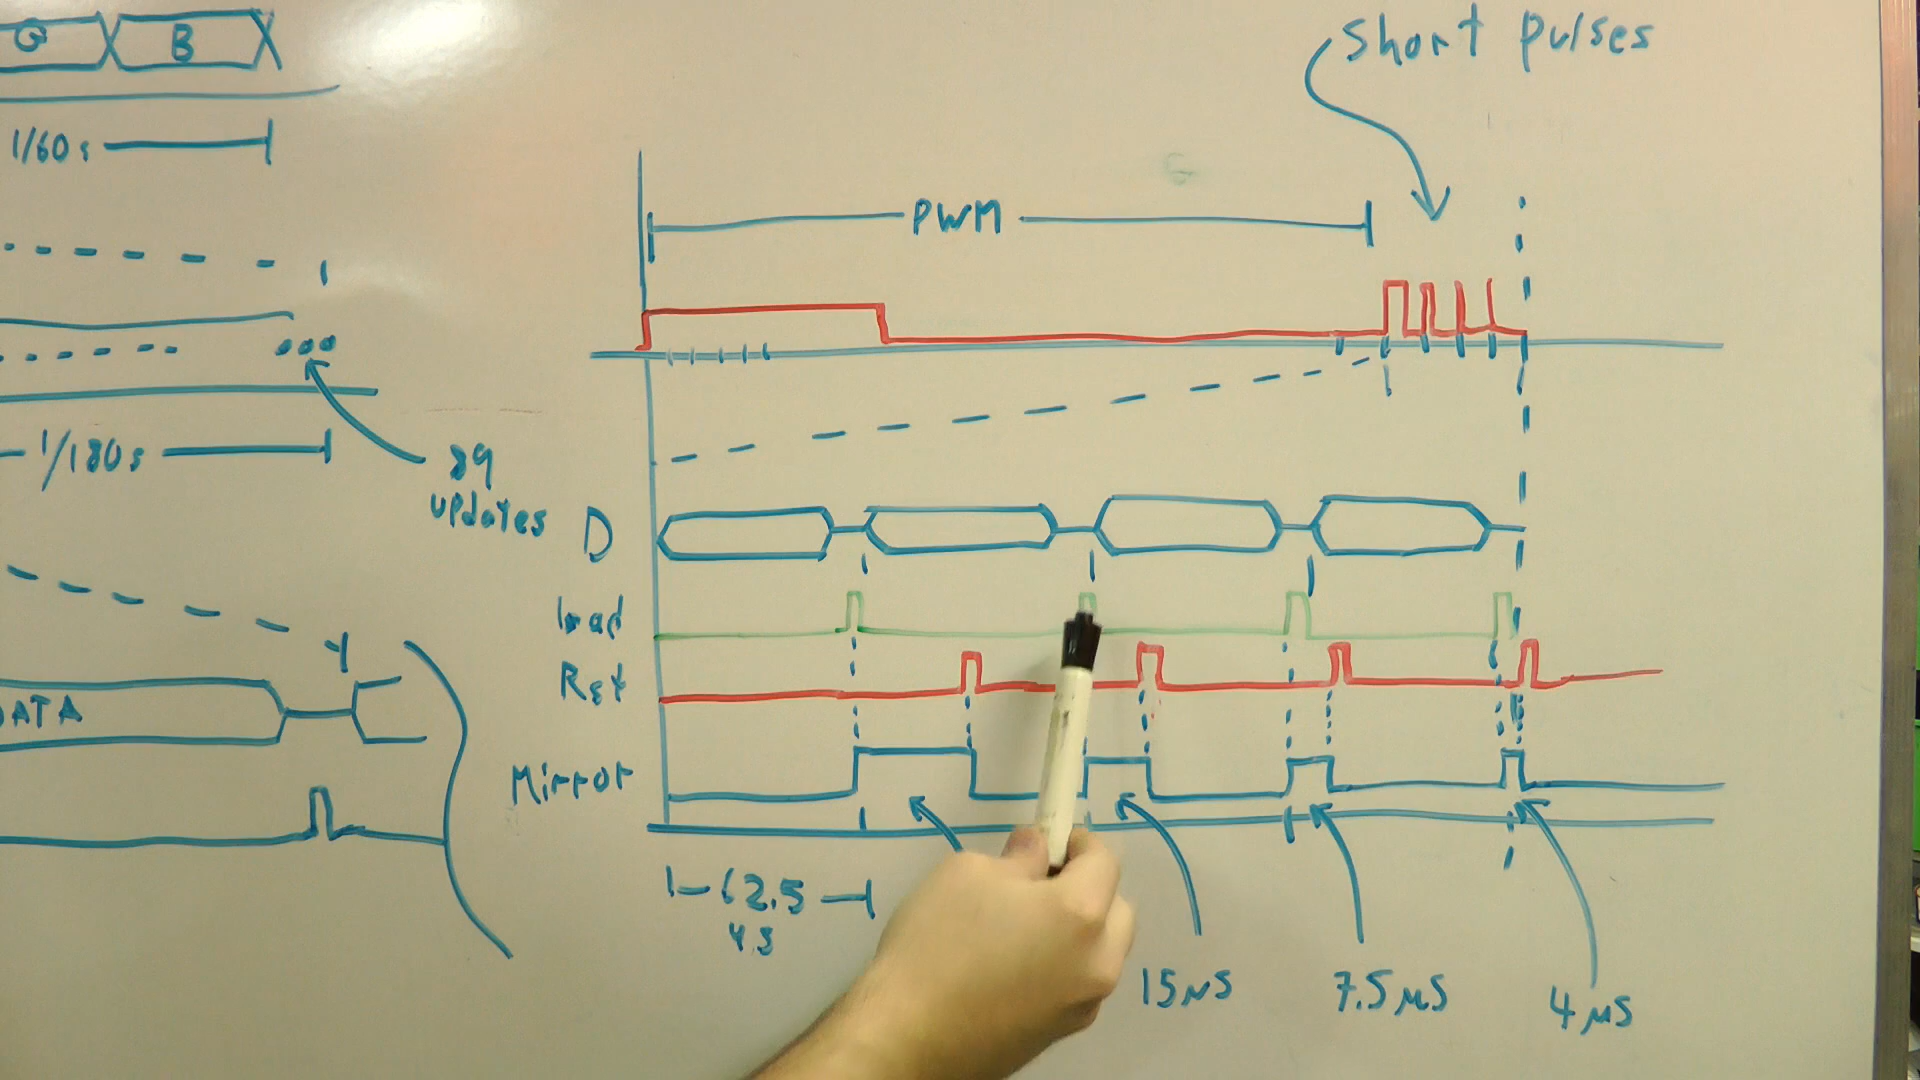 G B
short pulses
1/60s
PWM
1/180s
89
updates
D
load
Rst
DATA
Mirror
62.5
µs
15µs
7.5µs
4µs